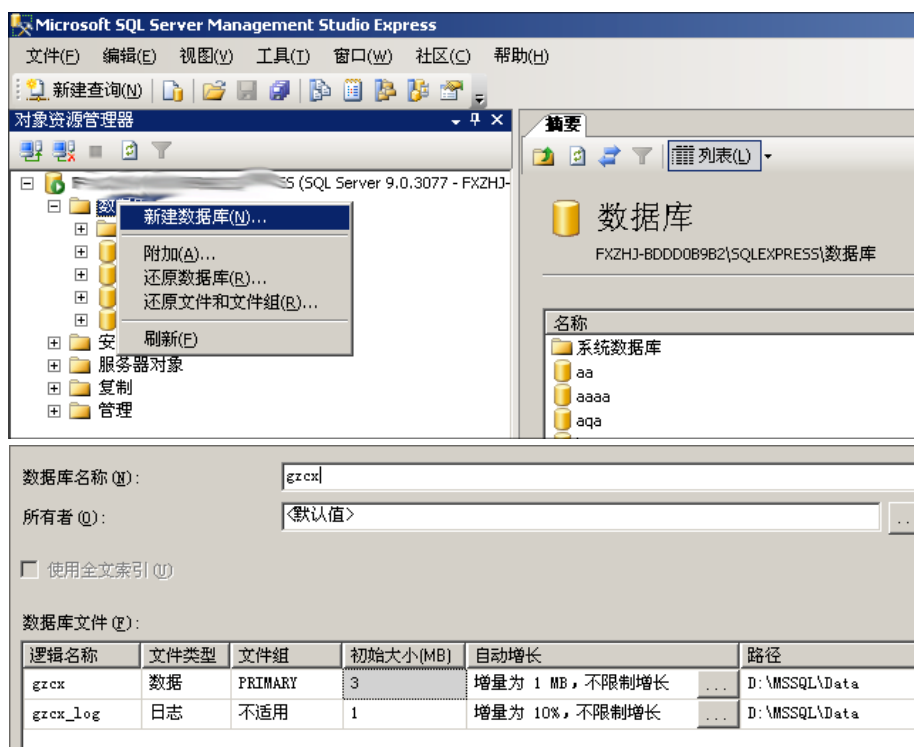 Microsoft SQL Server Management Studio Express
文件(F) 编辑(E) 视图(V) 工具(T) 窗口(W) 社区(C) 帮助(H)
新建查询(N)
对象资源管理器
摘要
列表(L)
(SQL Server 9.0.3077 - FXZHJ-
新建数据库(N)...
附加(A)...
还原数据库(R)...
还原文件和文件组(R)...
刷新(F)
安
服务器对象
复制
管理
数据库
FXZHJ-BDDD0B9B2\SQLEXPRESS\数据库
名称
系统数据库
aa
aaaa
aqa
数据库名称(N):
gzcx
所有者(O):
<默认值>
...
使用全文索引(U)
数据库文件(F):
逻辑名称 文件类型 文件组 初始大小(MB) 自动增长 路径
gzcx 数据 PRIMARY 3 增量为 1 MB，不限制增长 ... D:\MSSQL\Data
gzcx_log 日志 不适用 1 增量为 10%，不限制增长 ... D:\MSSQL\Data